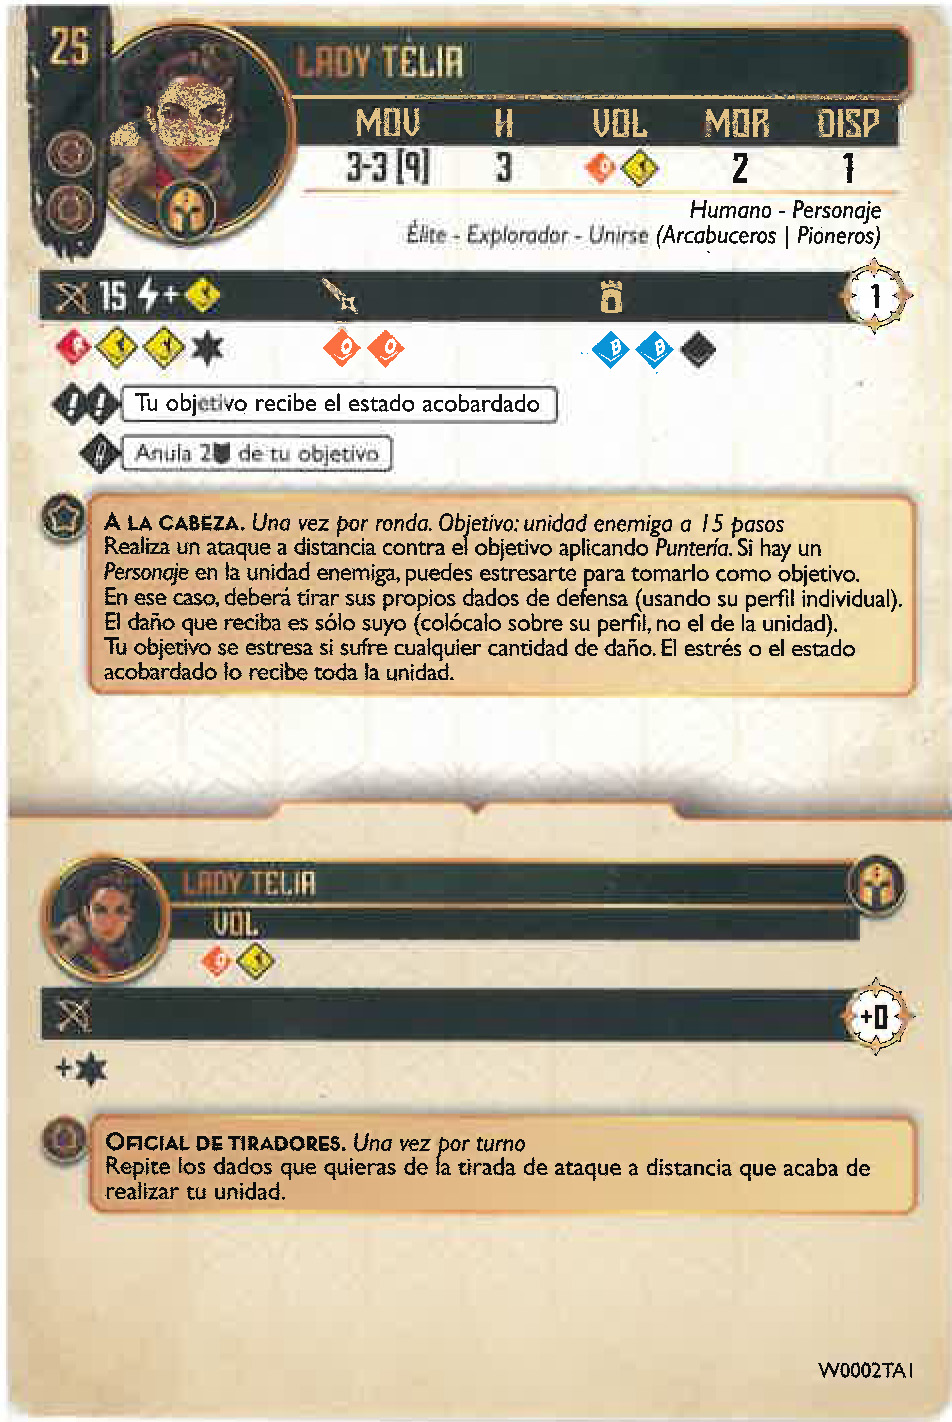 25
LADY TÉLIA
MOV H VOL MOR DISP
3-3 [9] 3 O Y 2 1
Humano - Personaje
Élite - Explorador - Unirse (Arcabuceros | Pioneros)
15 + Y 1
R Y Y O O B B
! ! Tu objetivo recibe el estado acobardado
A Anula 2 de tu objetivo
A LA CABEZA. Una vez por ronda. Objetivo: unidad enemiga a 15 pasos
Realiza un ataque a distancia contra el objetivo aplicando Puntería. Si hay un
Personaje en la unidad enemiga, puedes estresarte para tomarlo como objetivo.
En ese caso, deberá tirar sus propios dados de defensa (usando su perfil individual).
El daño que reciba es sólo suyo (colócalo sobre su perfil, no el de la unidad).
Tu objetivo se estresa si sufre cualquier cantidad de daño. El estrés o el estado
acobardado lo recibe toda la unidad.
LADY TÉLIA
VOL
O Y
+0
+
OFICIAL DE TIRADORES. Una vez por turno
Repite los dados que quieras de la tirada de ataque a distancia que acaba de
realizar tu unidad.
W0002TA1